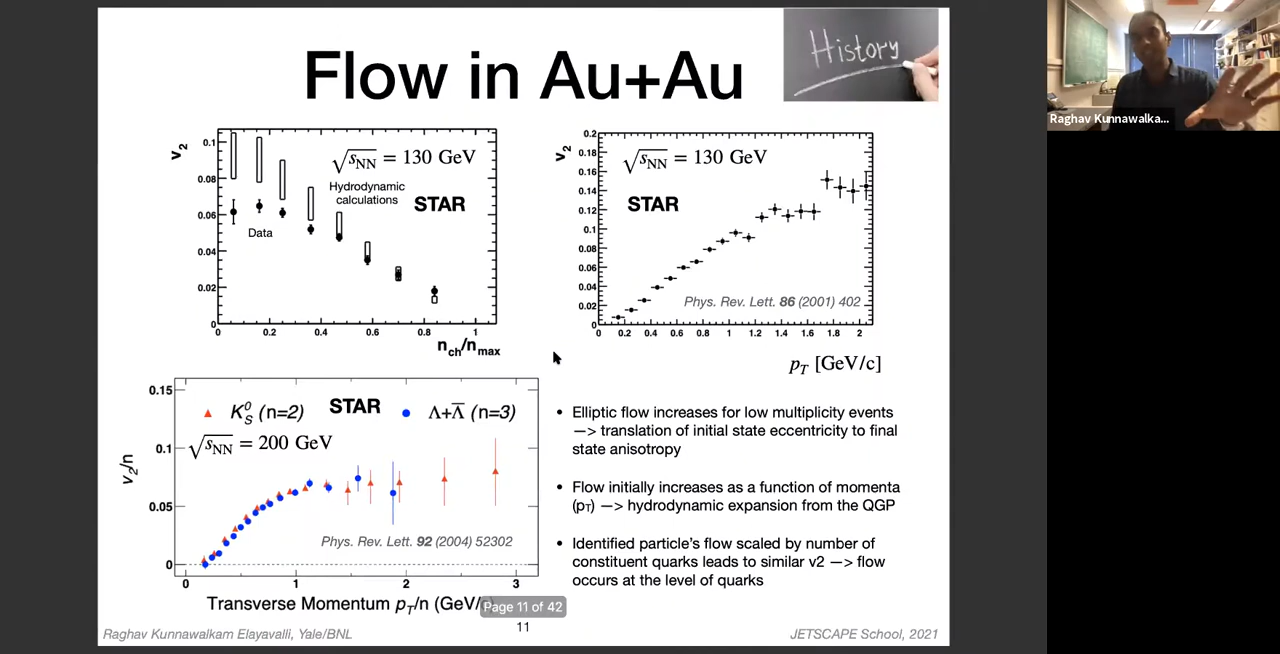 Flow in Au+Au
History
Raghav Kunnawalka...
v2
0.1
0.08
0.06
0.04
0.02
0
√sNN = 130 GeV
Hydrodynamic
calculations
STAR
Data
0 0.2 0.4 0.6 0.8 1
nch/nmax
v2
0.2
0.18
0.16
0.14
0.12
0.1
0.08
0.06
0.04
0.02
0
√sNN = 130 GeV
STAR
Phys. Rev. Lett. 86 (2001) 402
0 0.2 0.4 0.6 0.8 1 1.2 1.4 1.6 1.8 2
pT [GeV/c]
v2/n
0.15
0.1
0.05
0
K0S (n=2) STAR Λ+Λ̅ (n=3)
√sNN = 200 GeV
Phys. Rev. Lett. 92 (2004) 52302
0 1 2 3
Transverse Momentum pT/n (GeV/
Page 11 of 42
• Elliptic flow increases for low multiplicity events
—> translation of initial state eccentricity to final
state anisotropy
• Flow initially increases as a function of momenta
(pT) —> hydrodynamic expansion from the QGP
• Identified particle's flow scaled by number of
constituent quarks leads to similar v2 —> flow
occurs at the level of quarks
Raghav Kunnawalkam Elayavalli, Yale/BNL
11
JETSCAPE School, 2021